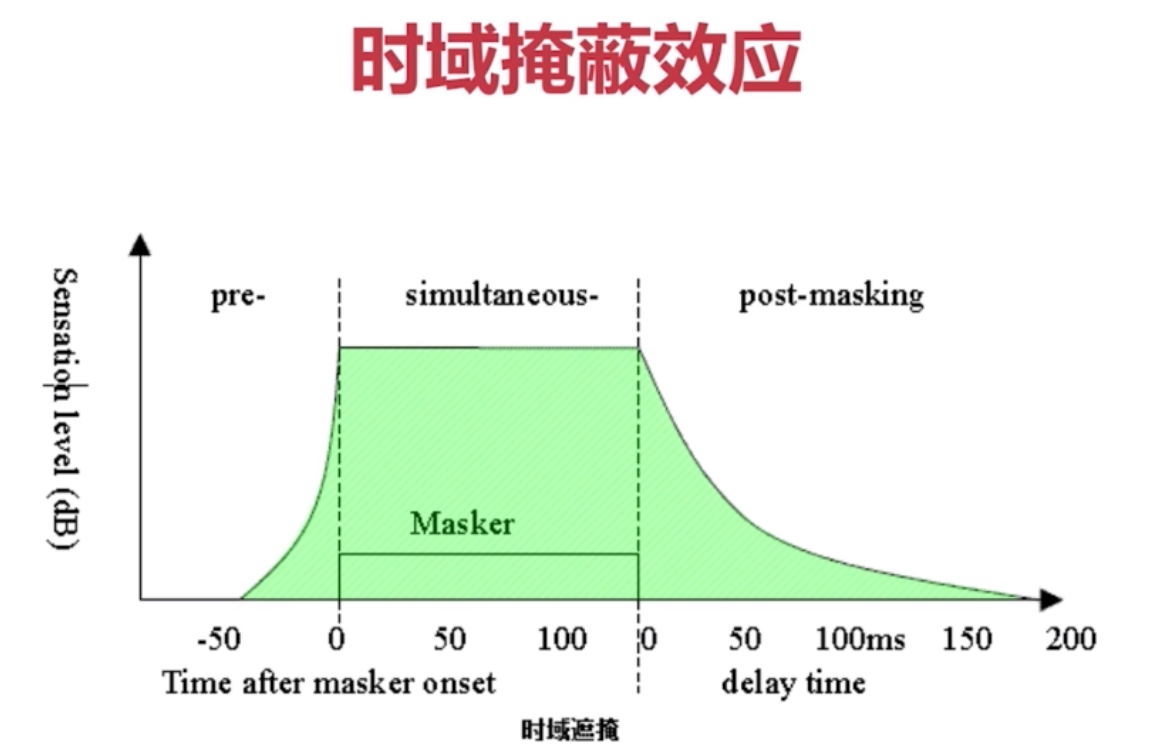 时域掩蔽效应
Sensation level (dB)
pre- simultaneous- post-masking
Masker
-50 0 50 100 0 50 100ms 150 200
Time after masker onset delay time
时域遮掩